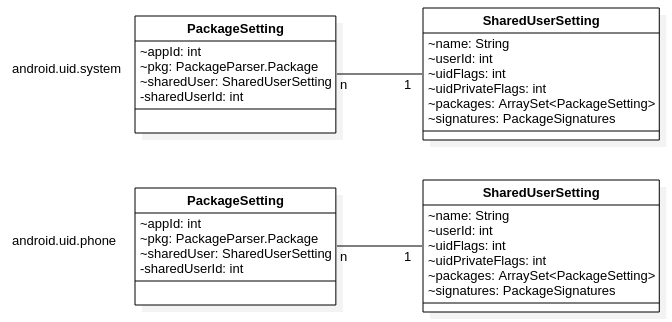 PackageSetting
~appId: int
~pkg: PackageParser.Package
~sharedUser: SharedUserSetting
-sharedUserId: int
android.uid.system
n
1
SharedUserSetting
~name: String
~userId: int
~uidFlags: int
~uidPrivateFlags: int
~packages: ArraySet<PackageSetting>
~signatures: PackageSignatures
PackageSetting
~appId: int
~pkg: PackageParser.Package
~sharedUser: SharedUserSetting
-sharedUserId: int
android.uid.phone
n
1
SharedUserSetting
~name: String
~userId: int
~uidFlags: int
~uidPrivateFlags: int
~packages: ArraySet<PackageSetting>
~signatures: PackageSignatures